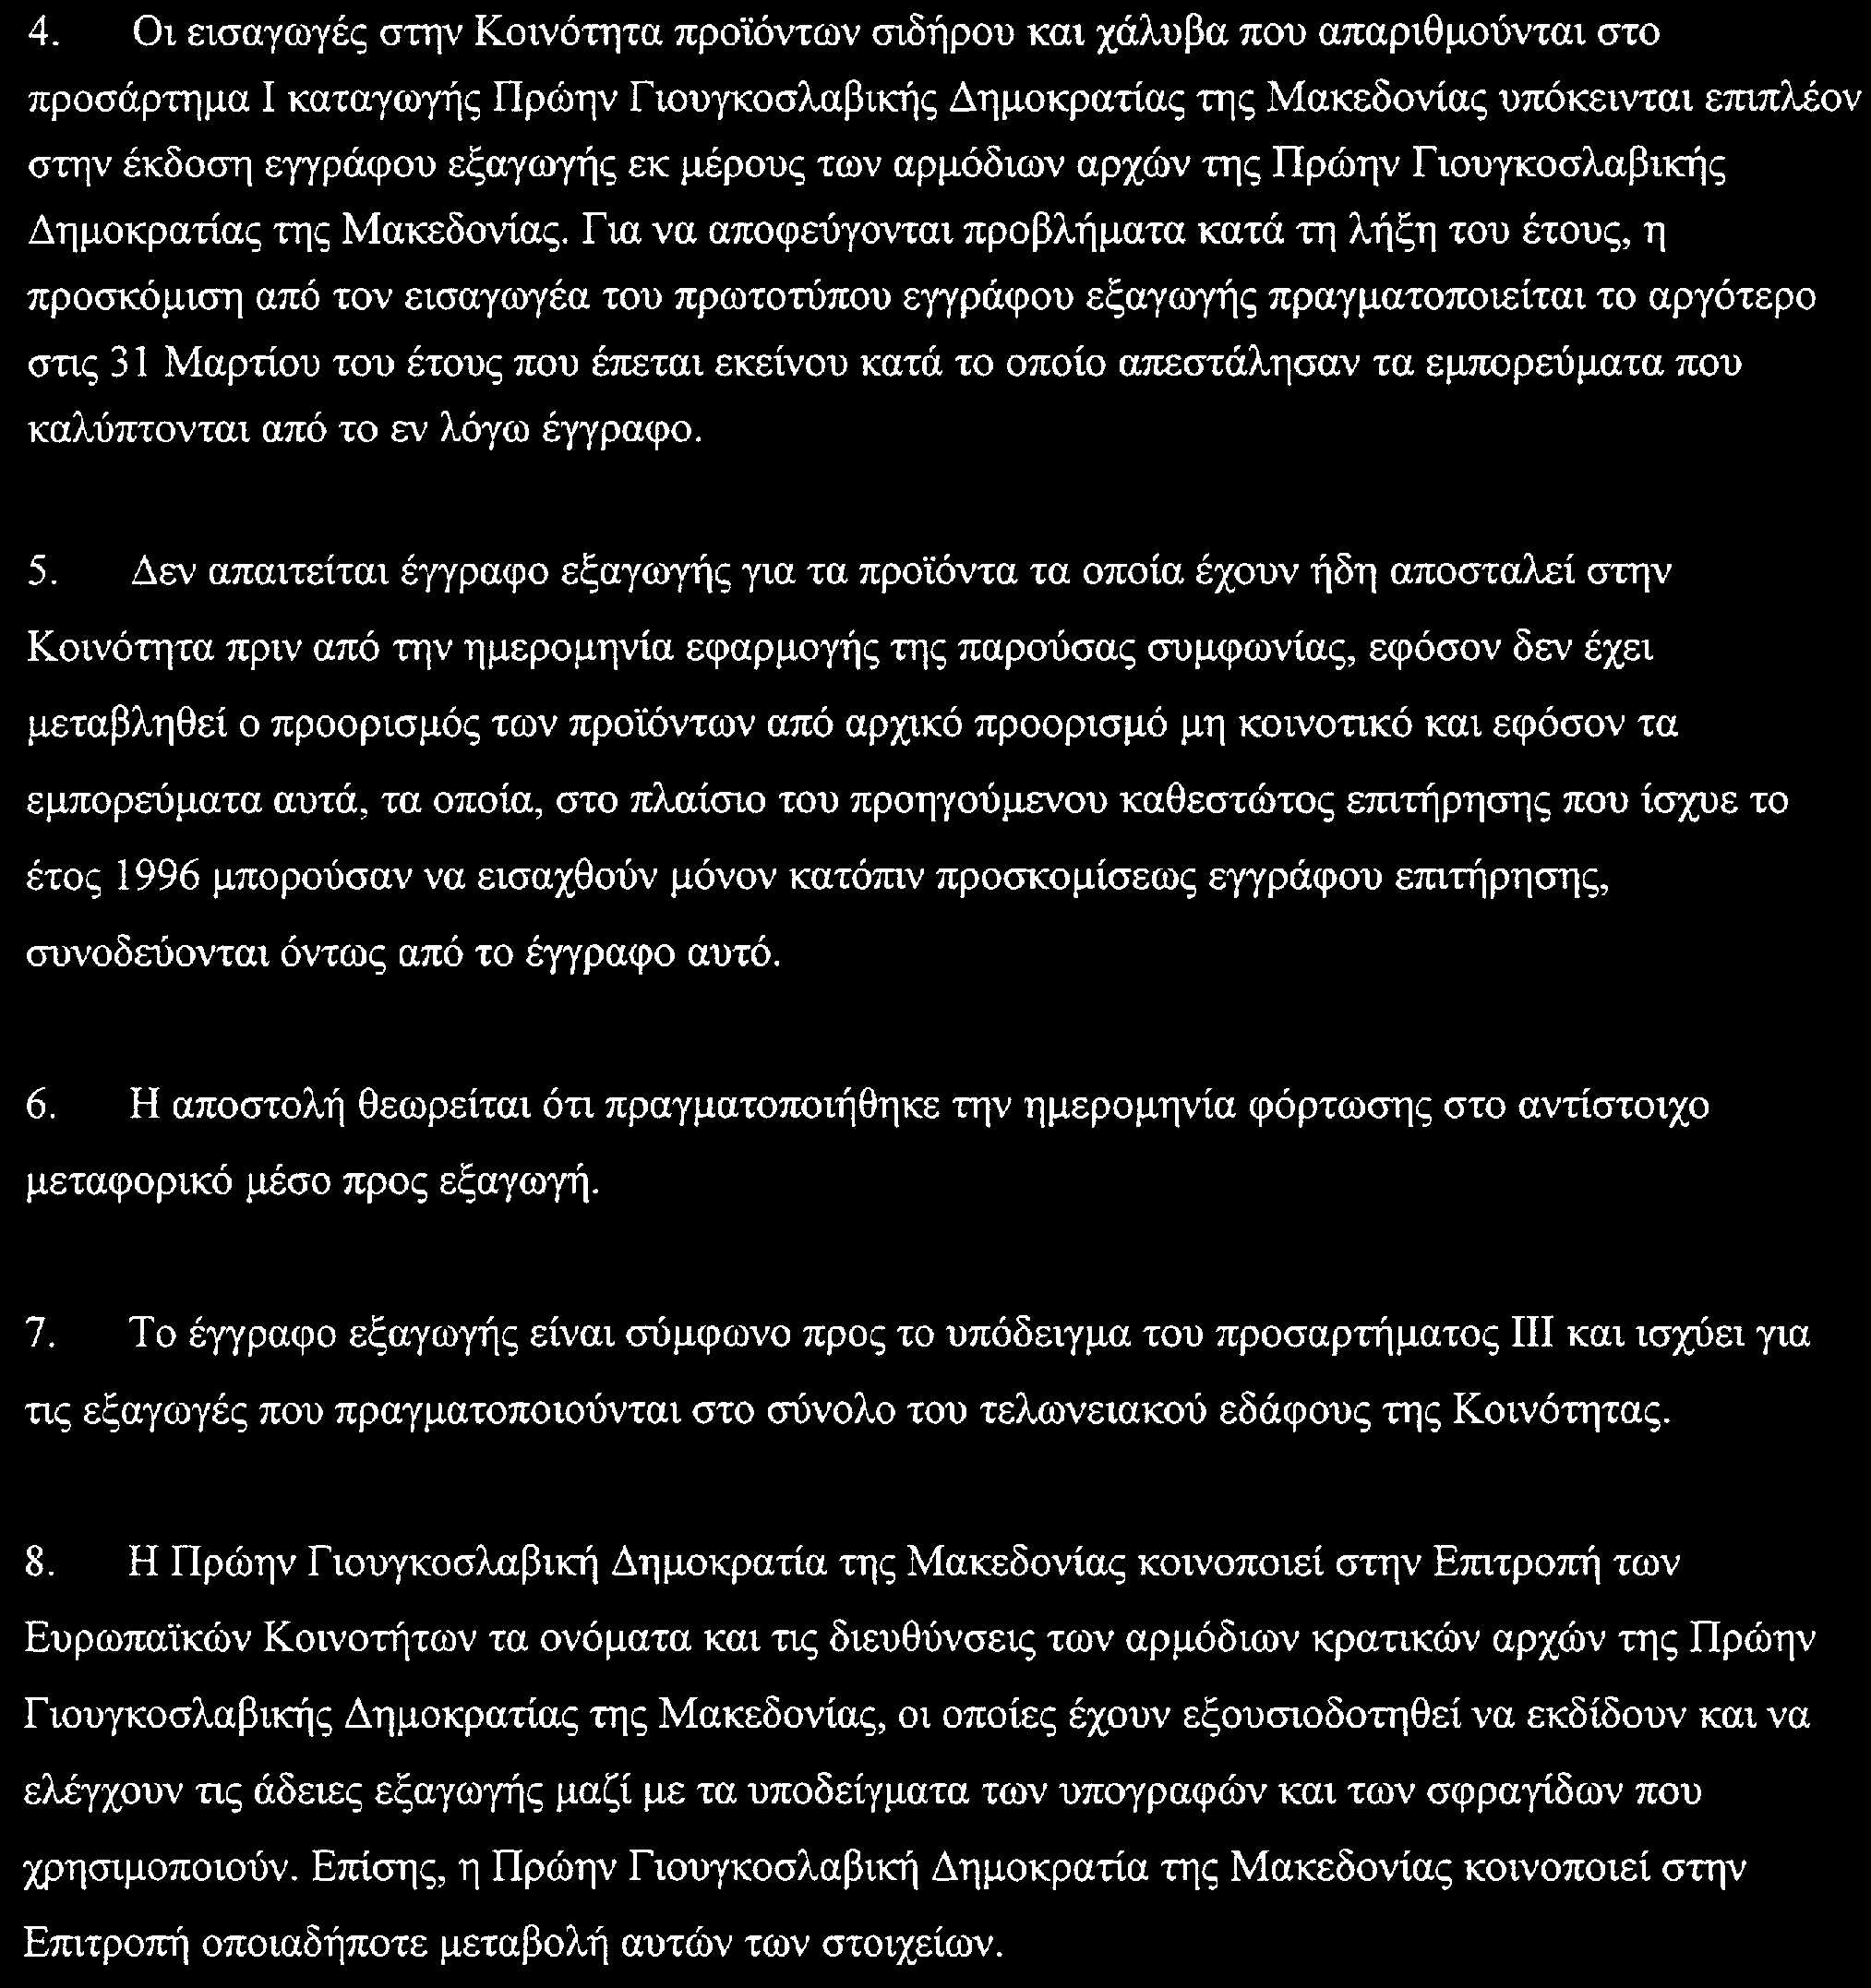 4. Οι εισαγωγές στην Κοινότητα προϊόντων σιδήρου και χάλυβα που απαριθμούνται στο
προσάρτημα Ι καταγωγής Πρώην Γιουγκοσλαβικής Δημοκρατίας της Μακεδονίας υπόκεινται επιπλέον
στην έκδοση εγγράφου εξαγωγής εκ μέρους των αρμόδιων αρχών της Πρώην Γιουγκοσλαβικής
Δημοκρατίας της Μακεδονίας. Για να αποφεύγονται προβλήματα κατά τη λήξη του έτους, η
προσκόμιση από τον εισαγωγέα του πρωτοτύπου εγγράφου εξαγωγής πραγματοποιείται το αργότερο
στις 31 Μαρτίου του έτους που έπεται εκείνου κατά το οποίο απεστάλησαν τα εμπορεύματα που
καλύπτονται από το εν λόγω έγγραφο.
5. Δεν απαιτείται έγγραφο εξαγωγής για τα προϊόντα τα οποία έχουν ήδη αποσταλεί στην
Κοινότητα πριν από την ημερομηνία εφαρμογής της παρούσας συμφωνίας, εφόσον δεν έχει
μεταβληθεί ο προορισμός των προϊόντων από αρχικό προορισμό μη κοινοτικό και εφόσον τα
εμπορεύματα αυτά, τα οποία, στο πλαίσιο του προηγούμενου καθεστώτος επιτήρησης που ίσχυε το
έτος 1996 μπορούσαν να εισαχθούν μόνον κατόπιν προσκομίσεως εγγράφου επιτήρησης,
συνοδεύονται όντως από το έγγραφο αυτό.
6. Η αποστολή θεωρείται ότι πραγματοποιήθηκε την ημερομηνία φόρτωσης στο αντίστοιχο
μεταφορικό μέσο προς εξαγωγή.
7. Το έγγραφο εξαγωγής είναι σύμφωνο προς το υπόδειγμα του προσαρτήματος ΙΙΙ και ισχύει για
τις εξαγωγές που πραγματοποιούνται στο σύνολο του τελωνειακού εδάφους της Κοινότητας.
8. Η Πρώην Γιουγκοσλαβική Δημοκρατία της Μακεδονίας κοινοποιεί στην Επιτροπή των
Ευρωπαϊκών Κοινοτήτων τα ονόματα και τις διευθύνσεις των αρμόδιων κρατικών αρχών της Πρώην
Γιουγκοσλαβικής Δημοκρατίας της Μακεδονίας, οι οποίες έχουν εξουσιοδοτηθεί να εκδίδουν και να
ελέγχουν τις άδειες εξαγωγής μαζί με τα υποδείγματα των υπογραφών και των σφραγίδων που
χρησιμοποιούν. Επίσης, η Πρώην Γιουγκοσλαβική Δημοκρατία της Μακεδονίας κοινοποιεί στην
Επιτροπή οποιαδήποτε μεταβολή αυτών των στοιχείων.